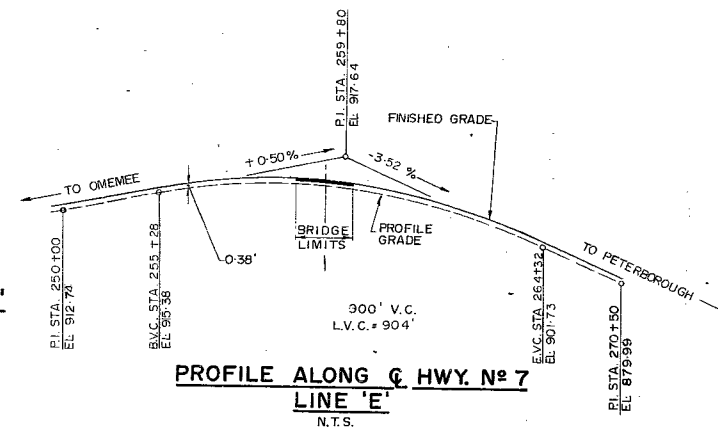 P.I. STA. 259+80
EL. 917.64
FINISHED GRADE
+0.50%
-3.52 %
TO OMEMEE
BRIDGE
LIMITS
PROFILE
GRADE
0.38'
TO PETERBOROUGH
P.I. STA. 250+00
EL. 912.74
B.V.C. STA. 255+28
EL. 915.38
900' V.C.
L.V.C. = 904'
E.V.C. STA. 264+32
EL. 901.73
P.I. STA. 270+50
EL. 879.99
PROFILE ALONG ℄ HWY. Nº 7
LINE 'E'
N.T.S.